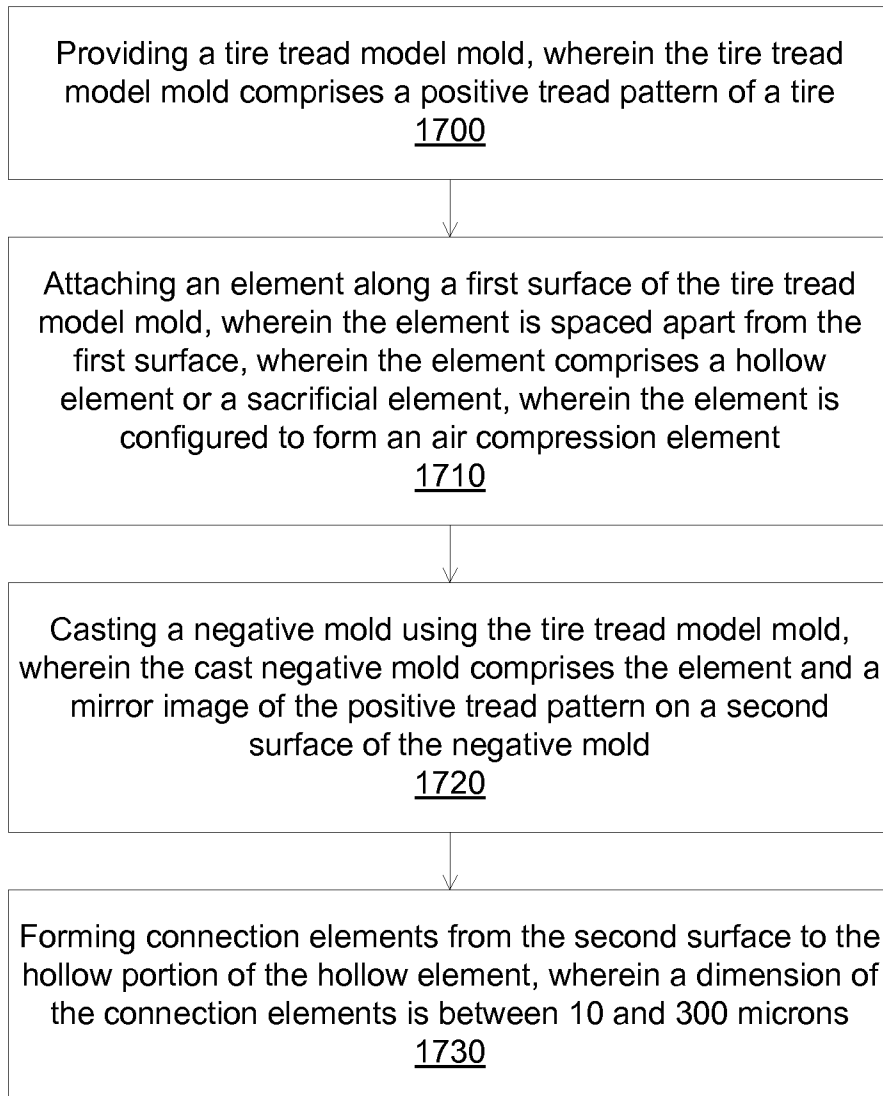 Providing a tire tread model mold, wherein the tire tread
model mold comprises a positive tread pattern of a tire
1700
Attaching an element along a first surface of the tire tread
model mold, wherein the element is spaced apart from the
first surface, wherein the element comprises a hollow
element or a sacrificial element, wherein the element is
configured to form an air compression element
1710
Casting a negative mold using the tire tread model mold,
wherein the cast negative mold comprises the element and a
mirror image of the positive tread pattern on a second
surface of the negative mold
1720
Forming connection elements from the second surface to the
hollow portion of the hollow element, wherein a dimension of
the connection elements is between 10 and 300 microns
1730